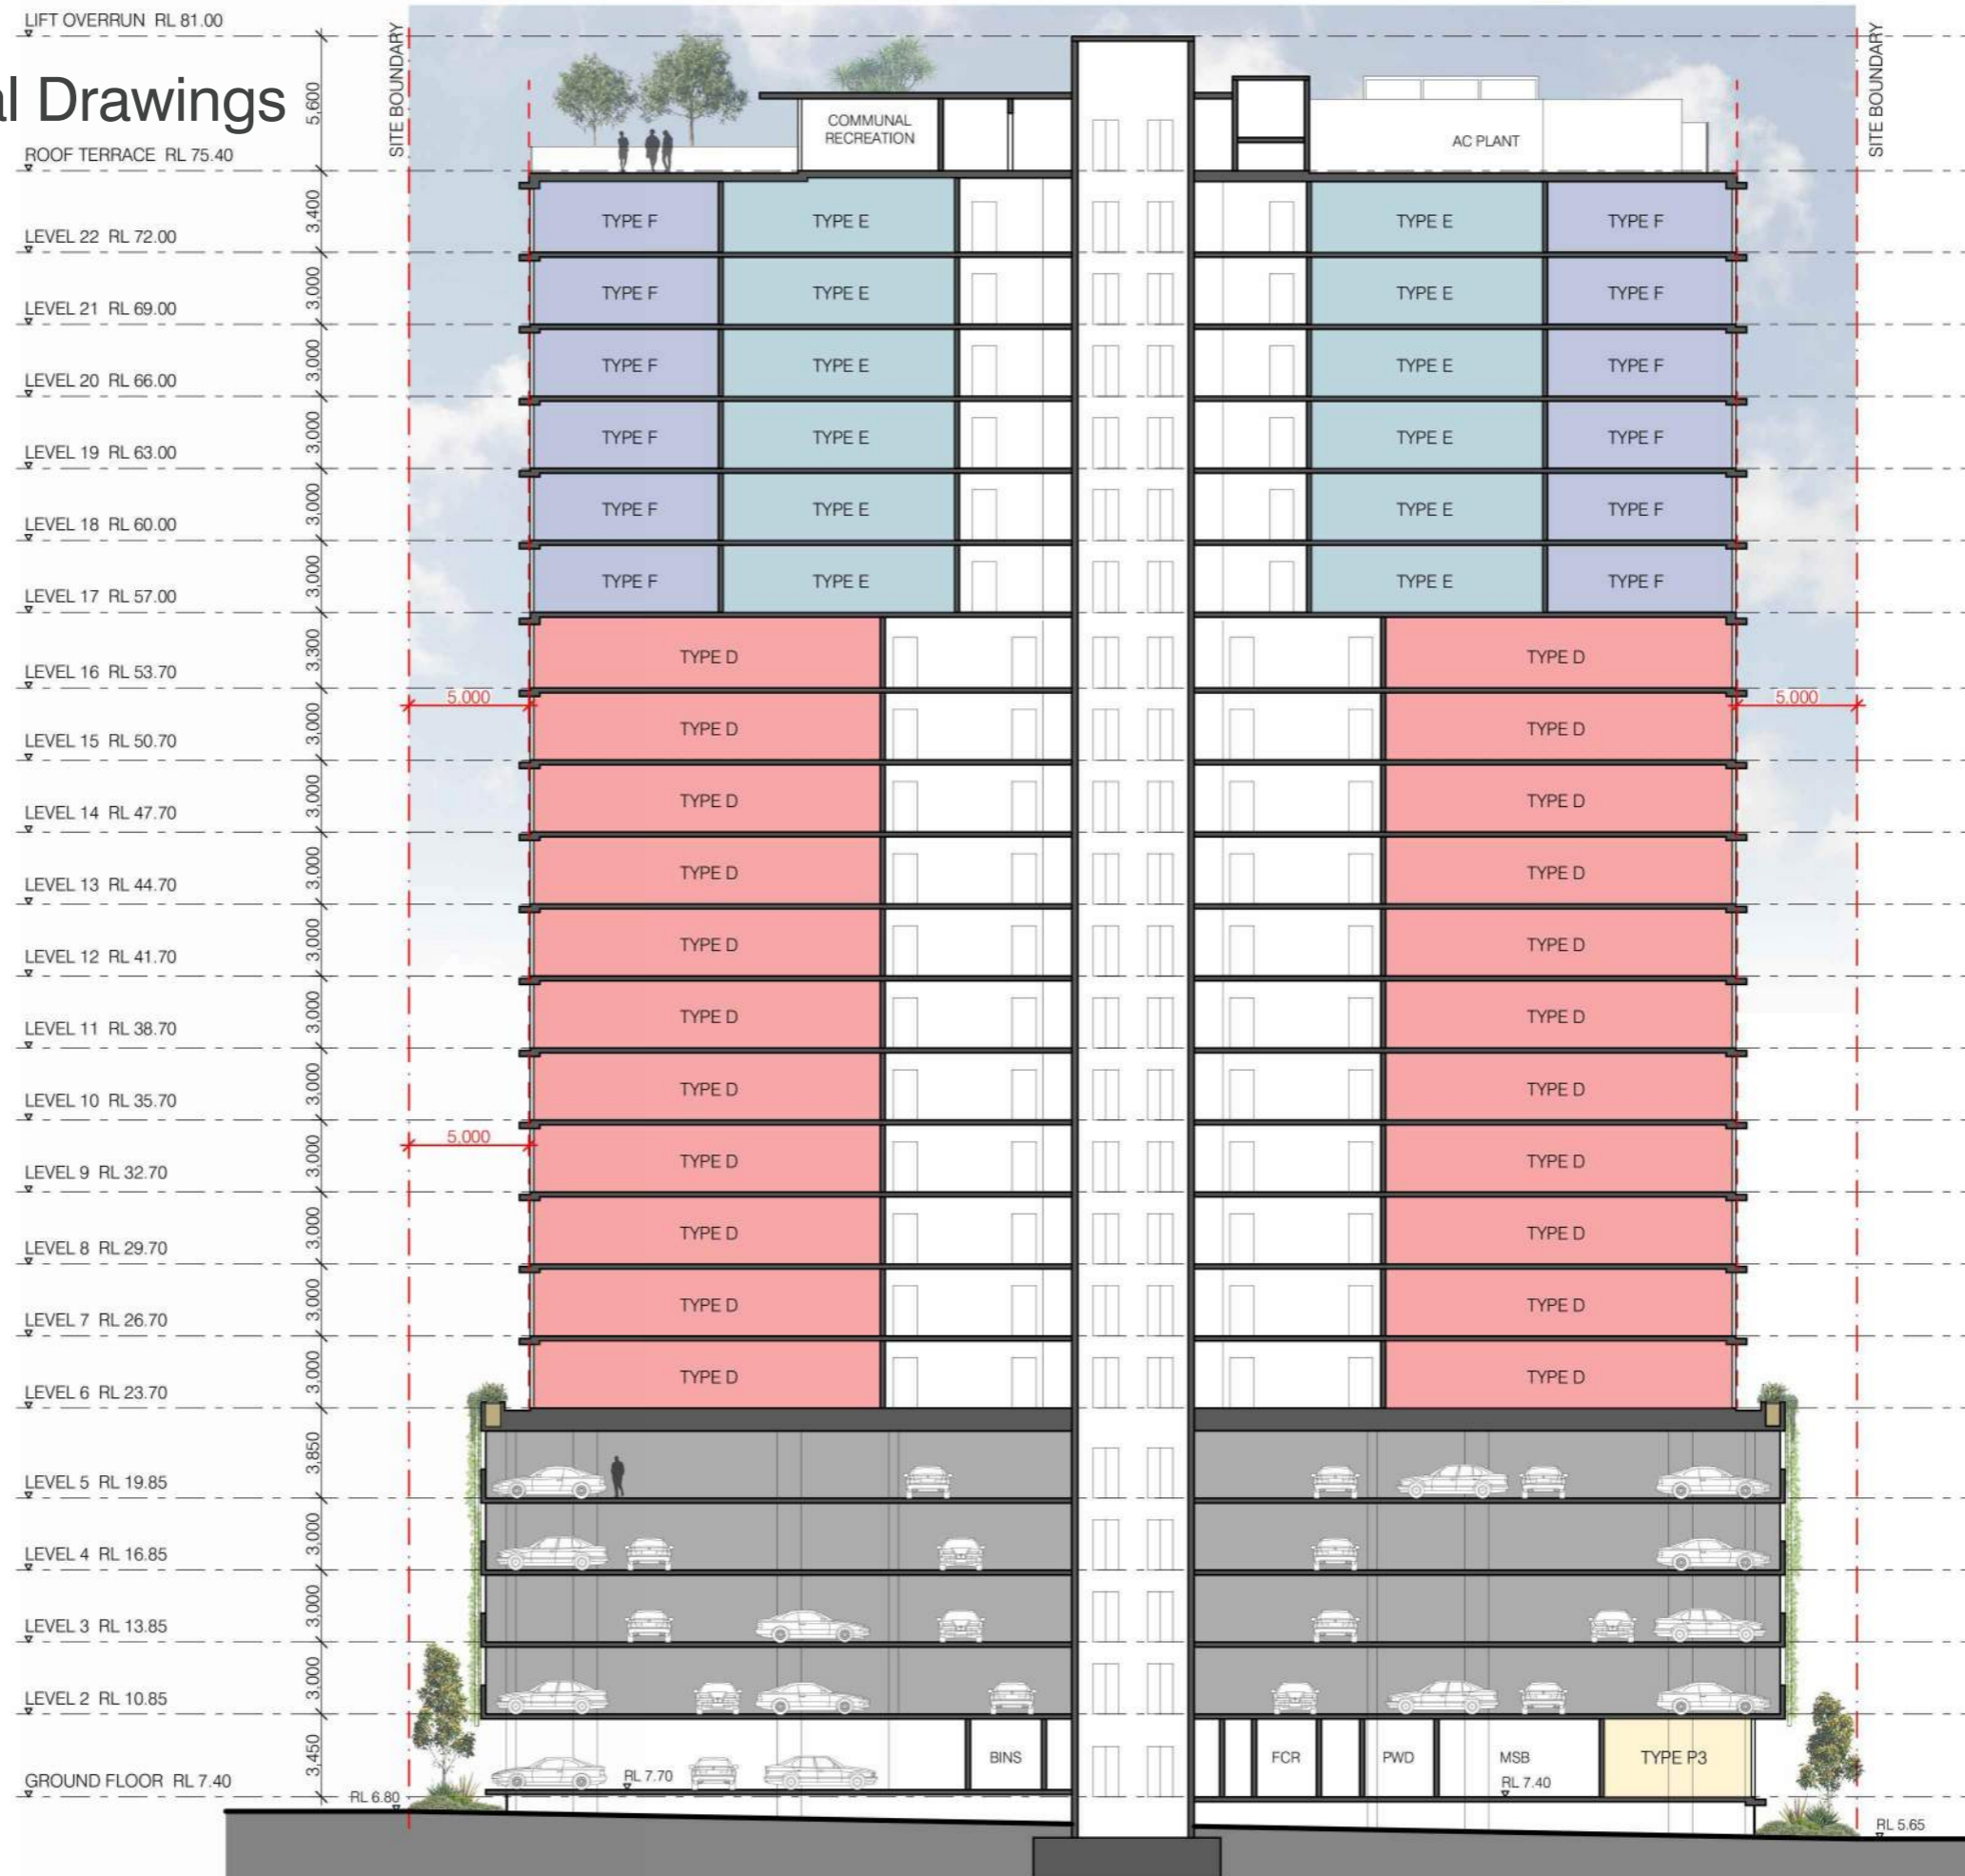 LIFT OVERRUN RL 81.00
al Drawings
SITE BOUNDARY
SITE BOUNDARY
5,600
COMMUNAL
RECREATION
AC PLANT
ROOF TERRACE RL 75.40
3,400
TYPE F TYPE E TYPE E TYPE F
LEVEL 22 RL 72.00
3,000
TYPE F TYPE E TYPE E TYPE F
LEVEL 21 RL 69.00
3,000
TYPE F TYPE E TYPE E TYPE F
LEVEL 20 RL 66.00
3,000
TYPE F TYPE E TYPE E TYPE F
LEVEL 19 RL 63.00
3,000
TYPE F TYPE E TYPE E TYPE F
LEVEL 18 RL 60.00
3,000
TYPE F TYPE E TYPE E TYPE F
LEVEL 17 RL 57.00
3,300
TYPE D TYPE D
LEVEL 16 RL 53.70
5,000 5,000
3,000
TYPE D TYPE D
LEVEL 15 RL 50.70
3,000
TYPE D TYPE D
LEVEL 14 RL 47.70
3,000
TYPE D TYPE D
LEVEL 13 RL 44.70
3,000
TYPE D TYPE D
LEVEL 12 RL 41.70
3,000
TYPE D TYPE D
LEVEL 11 RL 38.70
3,000
TYPE D TYPE D
LEVEL 10 RL 35.70
5,000
3,000
TYPE D TYPE D
LEVEL 9 RL 32.70
3,000
TYPE D TYPE D
LEVEL 8 RL 29.70
3,000
TYPE D TYPE D
LEVEL 7 RL 26.70
3,000
TYPE D TYPE D
LEVEL 6 RL 23.70
3,850
LEVEL 5 RL 19.85
3,000
LEVEL 4 RL 16.85
3,000
LEVEL 3 RL 13.85
3,000
LEVEL 2 RL 10.85
3,450
BINS FCR PWD MSB TYPE P3
RL 7.70 RL 7.40
GROUND FLOOR RL 7.40
RL 6.80
RL 5.65